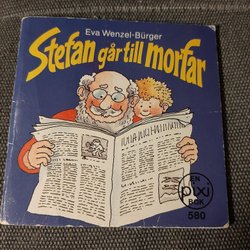 Eva Wenzel-Bürger
Stefan går till morfar
EN
pixi
BOK
580